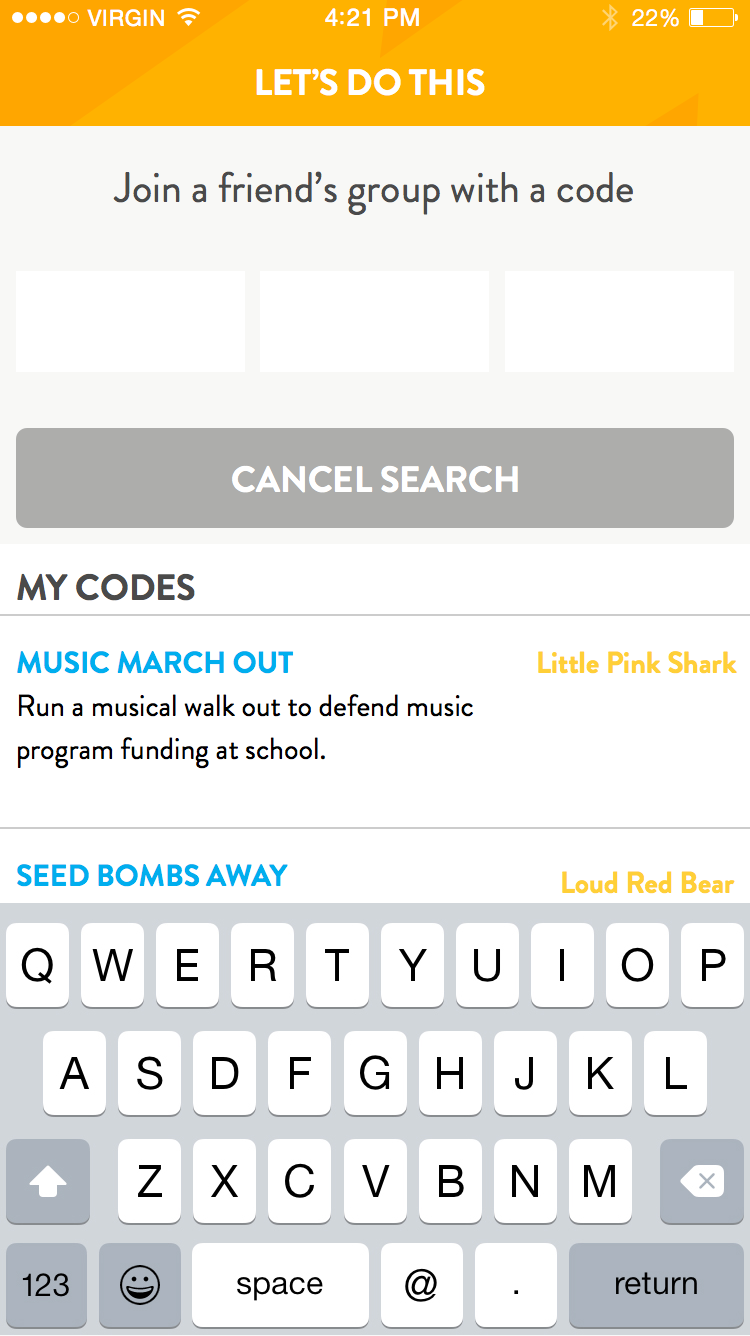 VIRGIN 4:21 PM 22%
LET’S DO THIS
Join a friend’s group with a code
CANCEL SEARCH
MY CODES
MUSIC MARCH OUT Little Pink Shark
Run a musical walk out to defend music
program funding at school.
SEED BOMBS AWAY Loud Red Bear
Q W E R T Y U I O P
A S D F G H J K L
Z X C V B N M
123 space @ . return